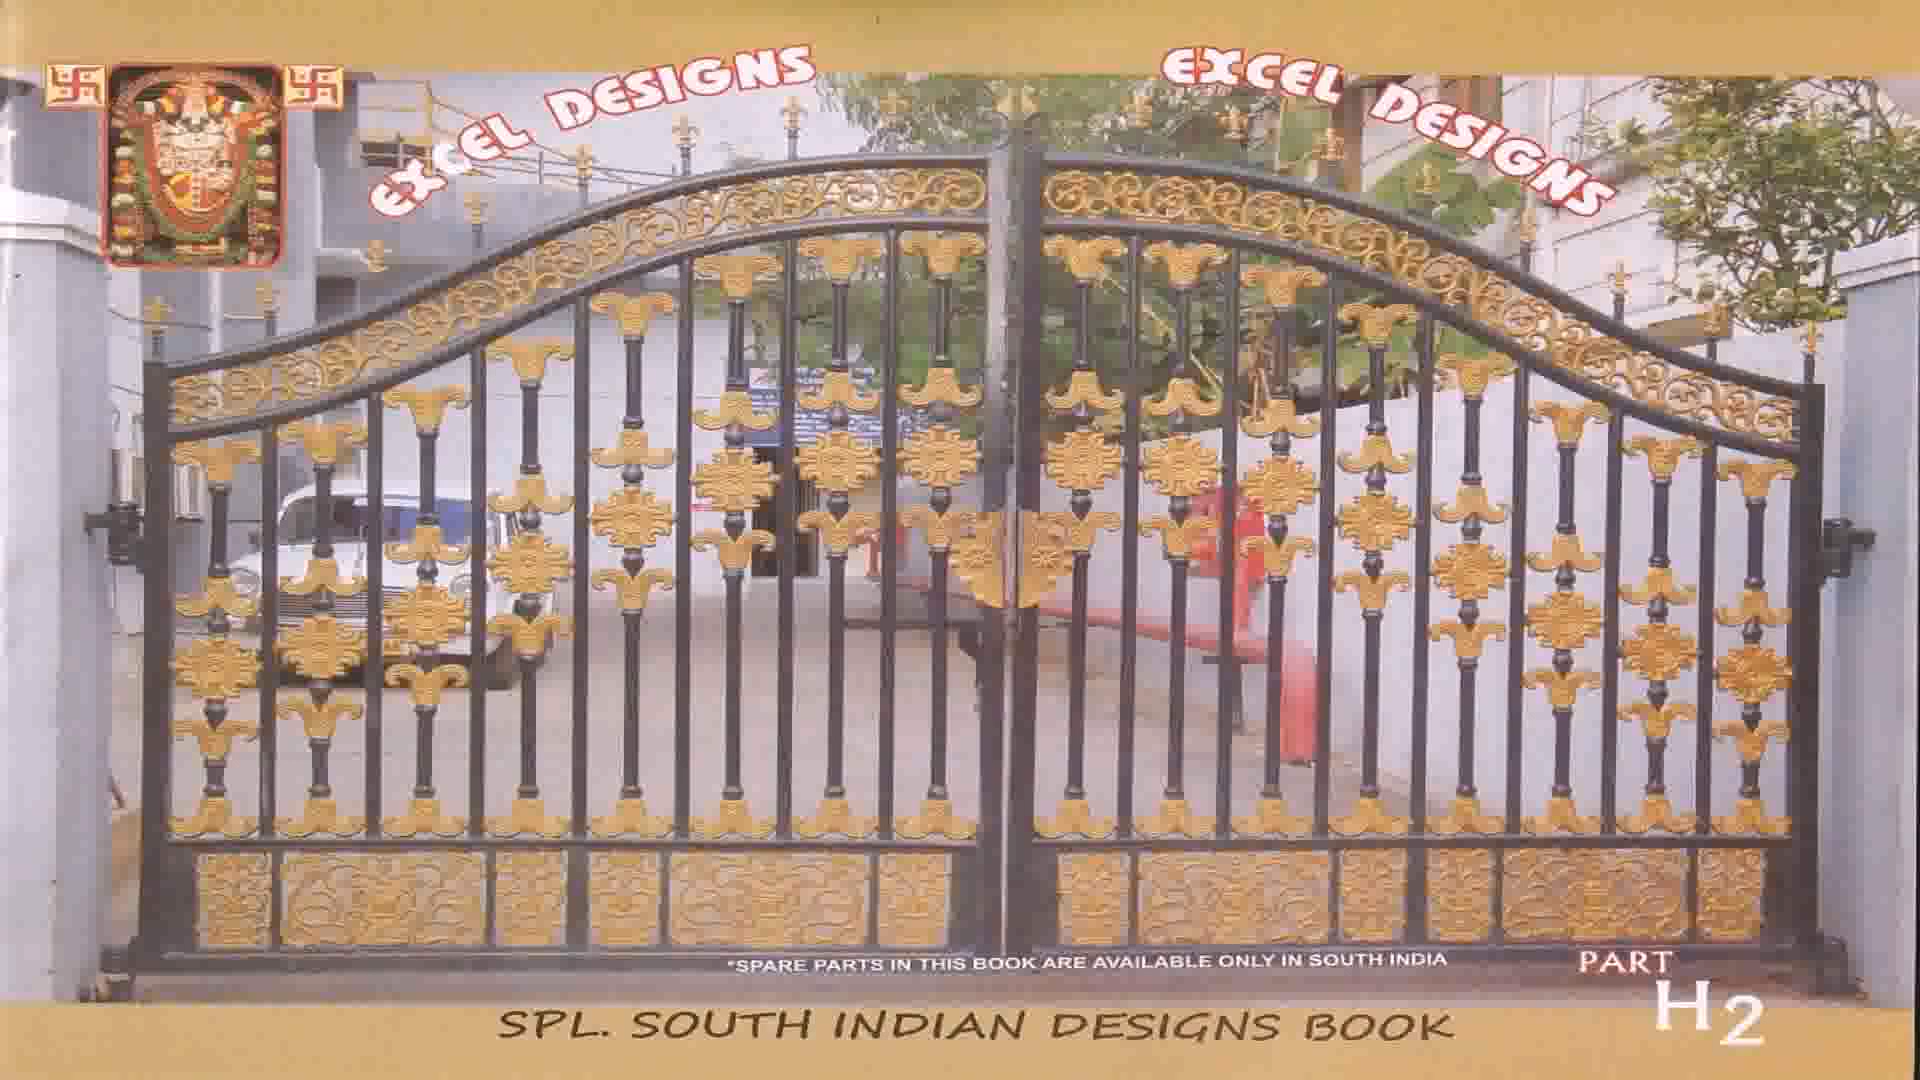 EXCEL DESIGNS
EXCEL DESIGNS
*SPARE PARTS IN THIS BOOK ARE AVAILABLE ONLY IN SOUTH INDIA
PART
H2
SPL. SOUTH INDIAN DESIGNS BOOK